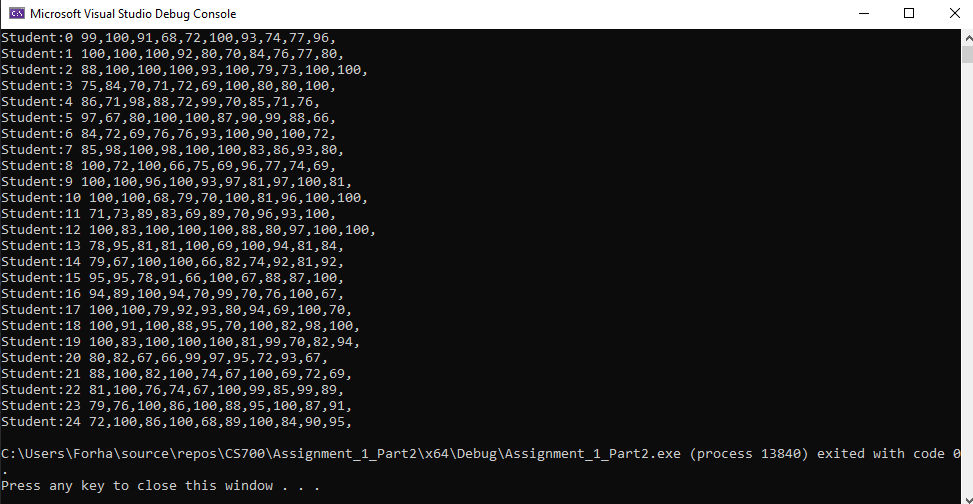 Microsoft Visual Studio Debug Console
Student:0 99,100,91,68,72,100,93,74,77,96,
Student:1 100,100,100,92,80,70,84,76,77,80,
Student:2 88,100,100,100,93,100,79,73,100,100,
Student:3 75,84,70,71,72,69,100,80,80,100,
Student:4 86,71,98,88,72,99,70,85,71,76,
Student:5 97,67,80,100,100,87,90,99,88,66,
Student:6 84,72,69,76,76,93,100,90,100,72,
Student:7 85,98,100,98,100,100,83,86,93,80,
Student:8 100,72,100,66,75,69,96,77,74,69,
Student:9 100,100,96,100,93,97,81,97,100,81,
Student:10 100,100,68,79,70,100,81,96,100,100,
Student:11 71,73,89,83,69,89,70,96,93,100,
Student:12 100,83,100,100,100,88,80,97,100,100,
Student:13 78,95,81,81,100,69,100,94,81,84,
Student:14 79,67,100,100,66,82,74,92,81,92,
Student:15 95,95,78,91,66,100,67,88,87,100,
Student:16 94,89,100,94,70,99,70,76,100,67,
Student:17 100,100,79,92,93,80,94,69,100,70,
Student:18 100,91,100,88,95,70,100,82,98,100,
Student:19 100,83,100,100,100,81,99,70,82,94,
Student:20 80,82,67,66,99,97,95,72,93,67,
Student:21 88,100,82,100,74,67,100,69,72,69,
Student:22 81,100,76,74,67,100,99,85,99,89,
Student:23 79,76,100,86,100,88,95,100,87,91,
Student:24 72,100,86,100,68,89,100,84,90,95,
C:\Users\Forha\source\repos\CS700\Assignment_1_Part2\x64\Debug\Assignment_1_Part2.exe (process 13840) exited with code 0
.
Press any key to close this window . . .